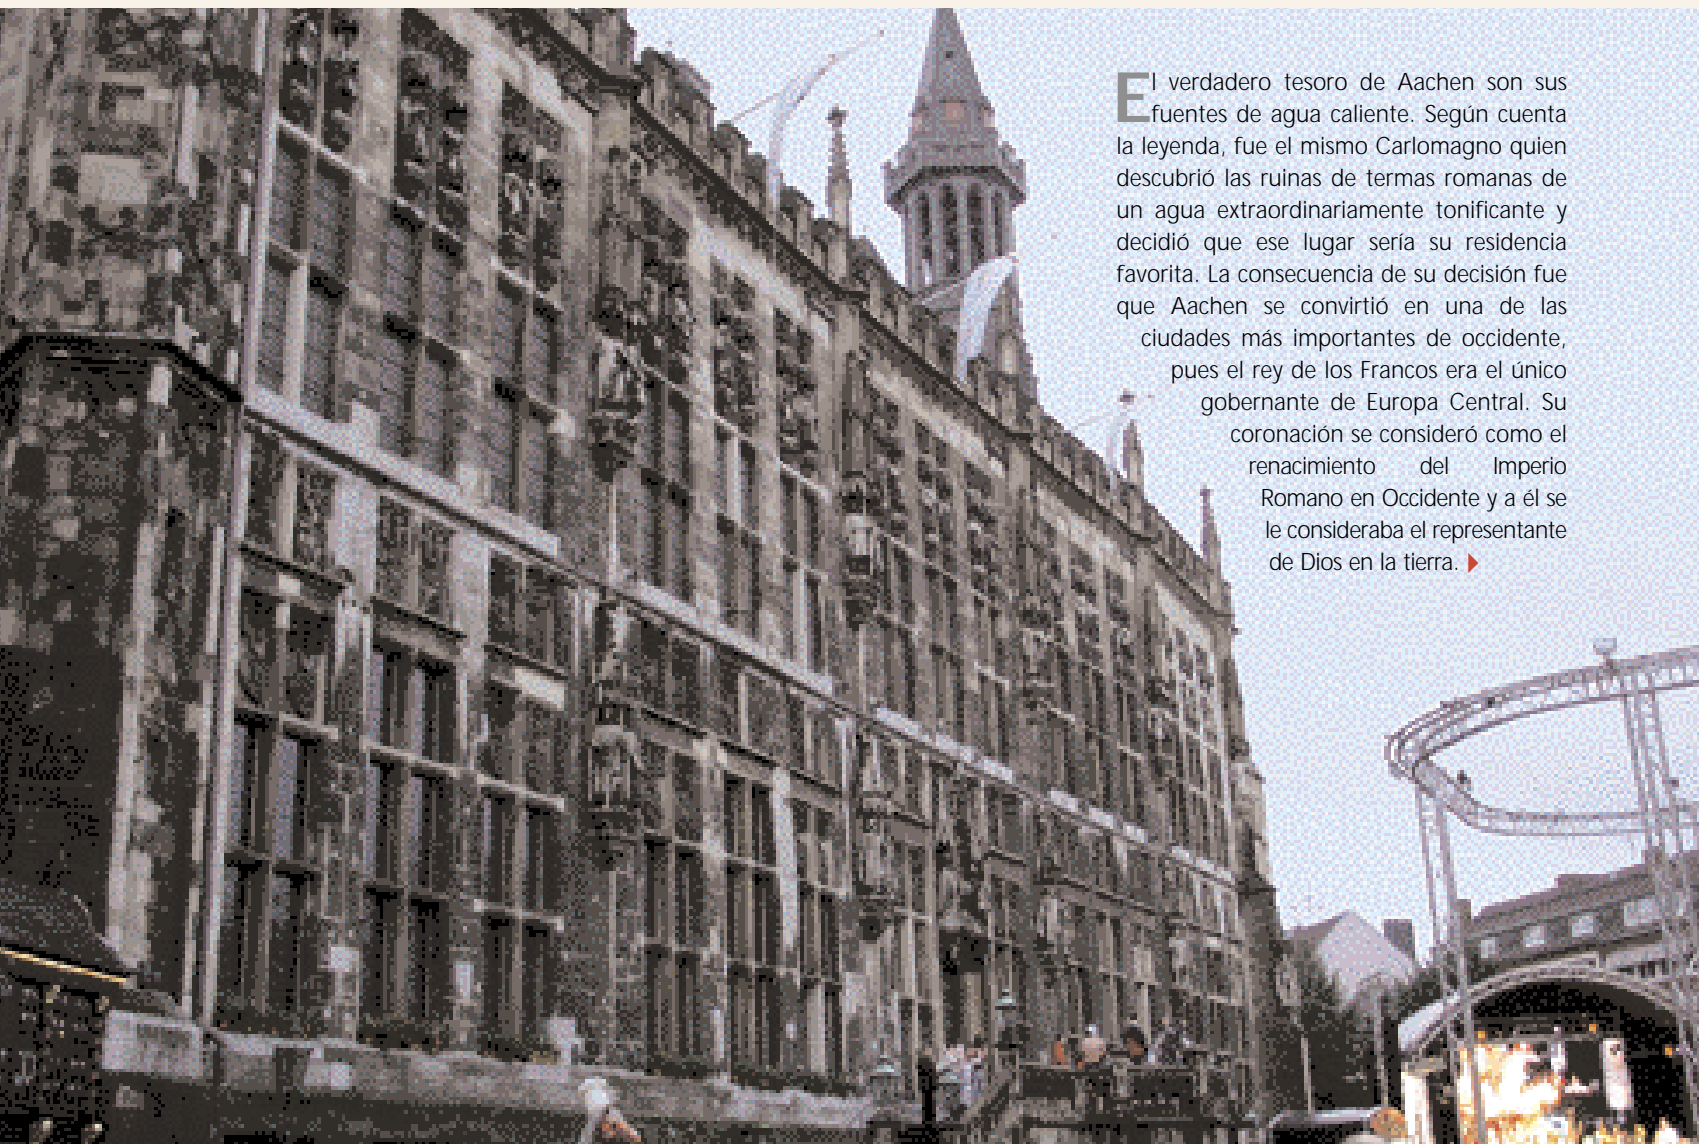 El verdadero tesoro de Aachen son sus
fuentes de agua caliente. Según cuenta
la leyenda, fue el mismo Carlomagno quien
descubrió las ruinas de termas romanas de
un agua extraordinariamente tonificante y
decidió que ese lugar sería su residencia
favorita. La consecuencia de su decisión fue
que Aachen se convirtió en una de las
ciudades más importantes de occidente,
pues el rey de los Francos era el único
gobernante de Europa Central. Su
coronación se consideró como el
renacimiento del Imperio
Romano en Occidente y a él se
le consideraba el representante
de Dios en la tierra.